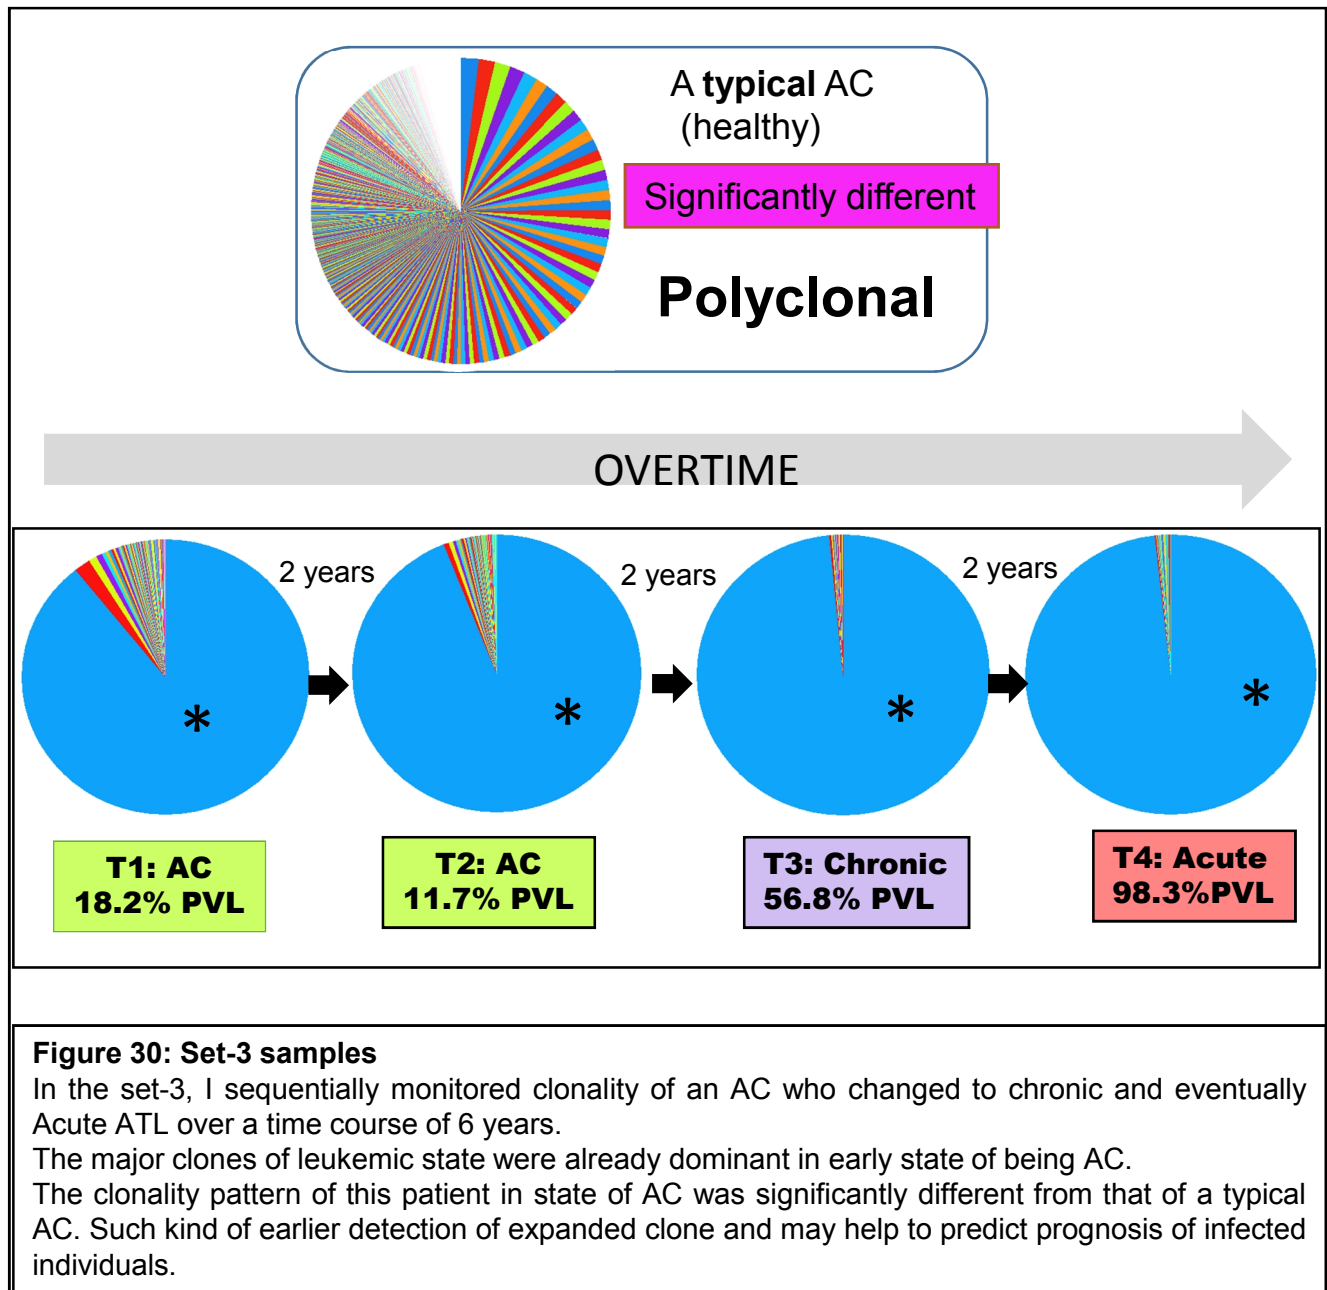 A typical AC
(healthy)
Significantly different
Polyclonal
OVERTIME
2 years
2 years
2 years
*
*
*
*
T1: AC
18.2% PVL
T2: AC
11.7% PVL
T3: Chronic
56.8% PVL
T4: Acute
98.3%PVL
Figure 30: Set-3 samples
In the set-3, I sequentially monitored clonality of an AC who changed to chronic and eventually
Acute ATL over a time course of 6 years.
The major clones of leukemic state were already dominant in early state of being AC.
The clonality pattern of this patient in state of AC was significantly different from that of a typical
AC. Such kind of earlier detection of expanded clone and may help to predict prognosis of infected
individuals.